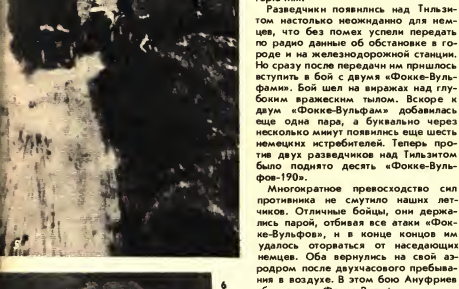 Разведчики появились над Тильзи-
том настолько неожиданно для нем-
цев, что без помех успели передать
по радио данные об обстановке в го-
роде и на железнодорожной станции.
Но сразу после передачи им пришлось
вступить в бой с двумя «Фокке-Вуль-
фами». Бой шел на виражах над глу-
боким вражеским тылом. Вскоре к
двум «Фокке-Вульфам» добавилась
еще одна пара, а буквально через
несколько минут появились еще шесть
немецких истребителей. Теперь про-
тив двух разведчиков над Тильзитом
было поднято десять «Фокке-Вуль-
фов-190».
Многократное превосходство сил
противника не смутило наших лет-
чиков. Отличные бойцы, они держа-
лись парой, отбивая все атаки «Фок-
ке-Вульфов», и в конце концов им
удалось оторваться от наседающих
немцев. Оба вернулись на свой аэ-
родром после двухчасового пребыва-
ния в воздухе. В этом бою Ануфриев
6